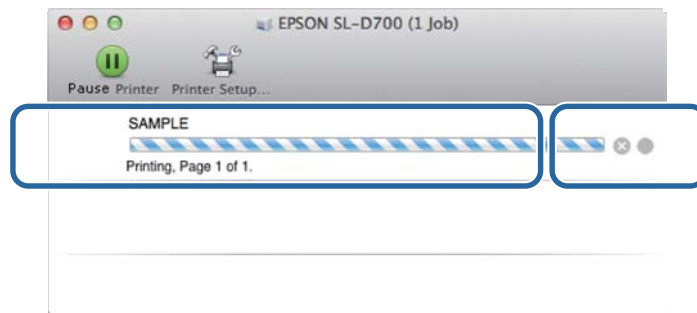 EPSON SL-D700 (1 Job)
Pause Printer Printer Setup...
SAMPLE
Printing, Page 1 of 1.